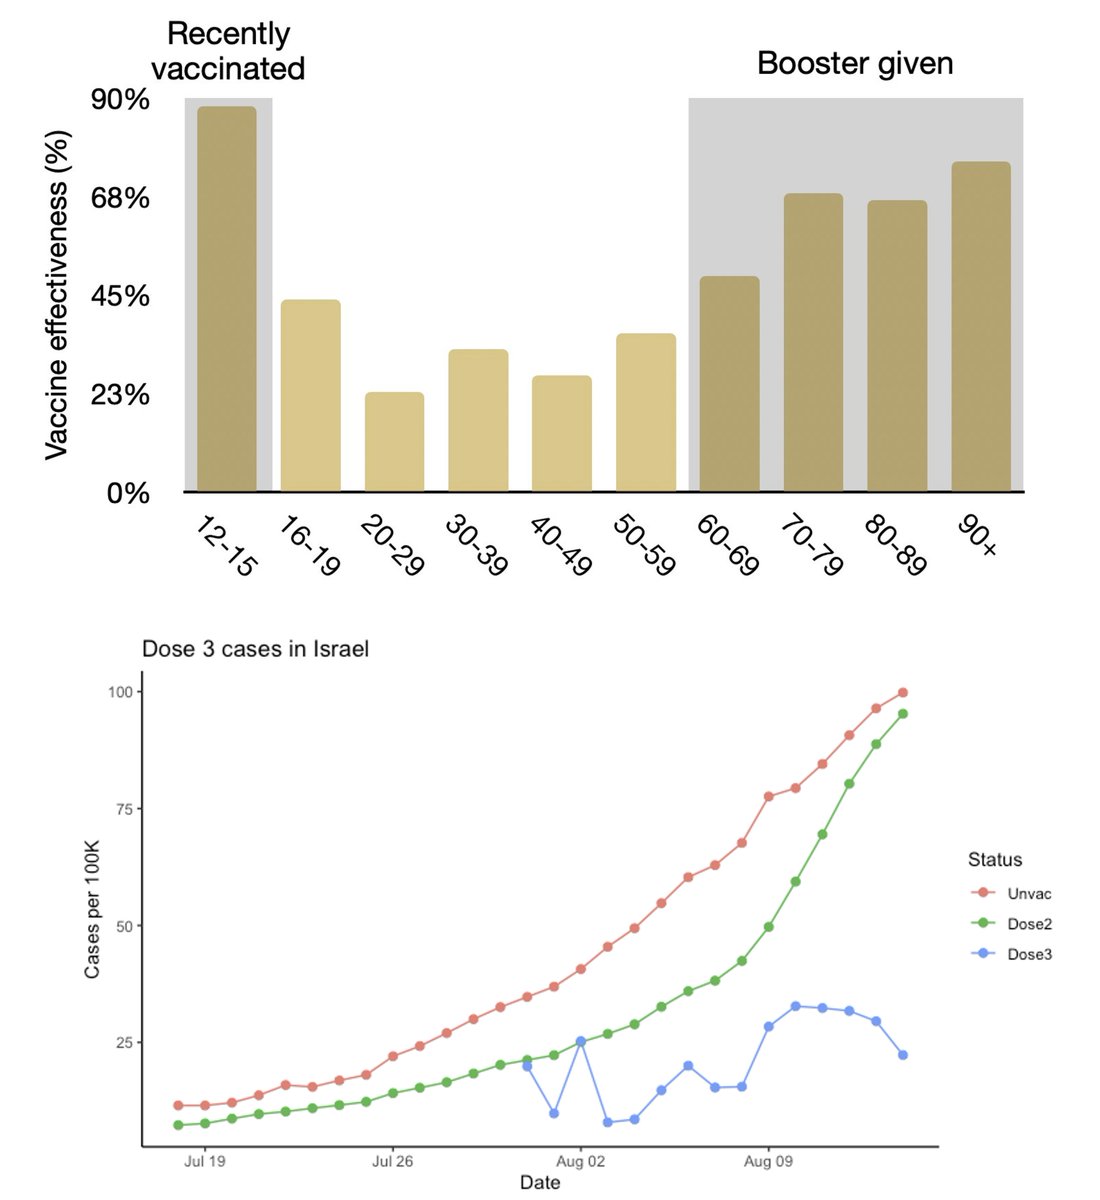 Recently
vaccinated
Booster given
Vaccine effectiveness (%)
90%
68%
45%
23%
0%
12-15
16-19
20-29
30-39
40-49
50-59
60-69
70-79
80-89
90+
Dose 3 cases in Israel
Cases per 100K
100
75
50
25
Jul 19
Jul 26
Aug 02
Aug 09
Date
Status
Unvac
Dose2
Dose3